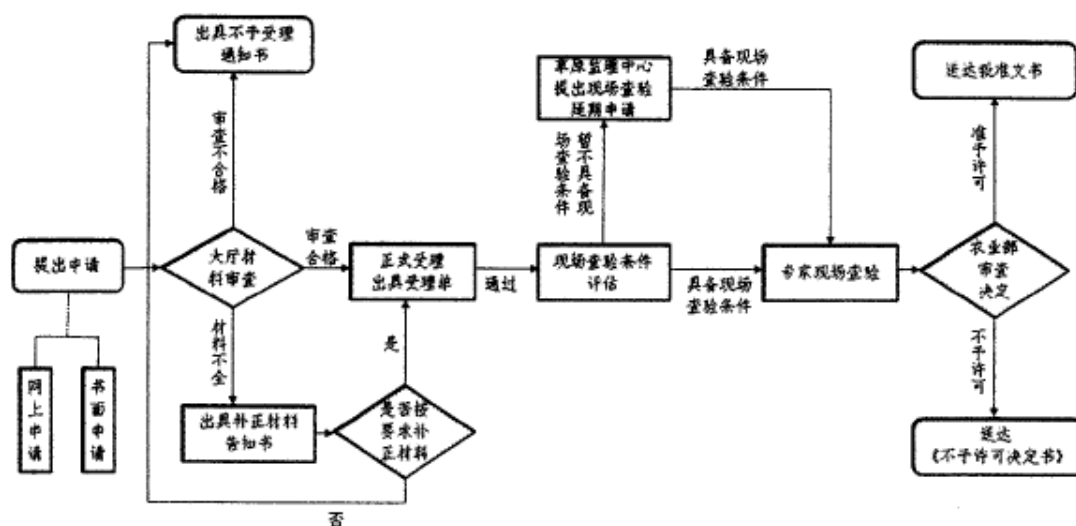 出具不予受理
通知书
草原监理中心
提出现场查验
延期申请
具备现场
查验条件
送达批准文书
审查不合格
暂不具备现
场查验条件
准予许可
提出申请
大厅材
料审查
审查
合格
正式受理
出具受理单
通过
现场查验条件
评估
具备现场
查验条件
专家现场查验
农业部
审查
决定
材料不全
是
不予许可
网上申请
书面申请
出具补正材料
告知书
是否按
要求补
正材料
送达
《不予许可决定书》
否